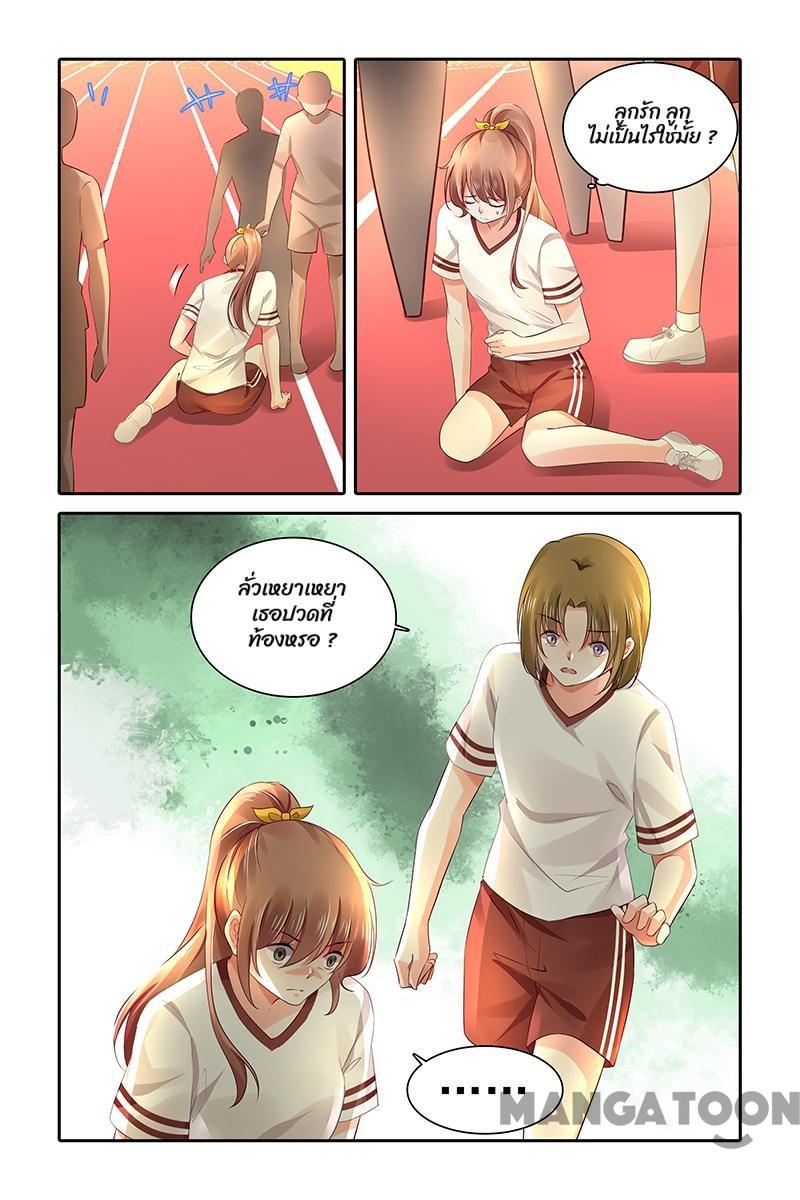 ลูกรัก ลูก
ไม่เป็นไรใช่มั้ย ?
ลั่วเหยาเหยา
เธอปวดที่
ท้องหรอ ?
......
MANGATOON